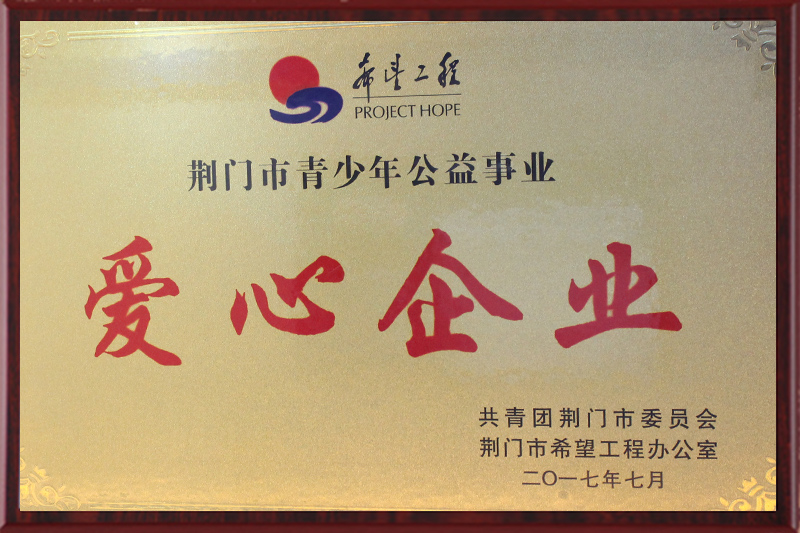 希望工程
PROJECT HOPE
荆门市青少年公益事业
爱心企业
共青团荆门市委员会
荆门市希望工程办公室
二〇一七年七月